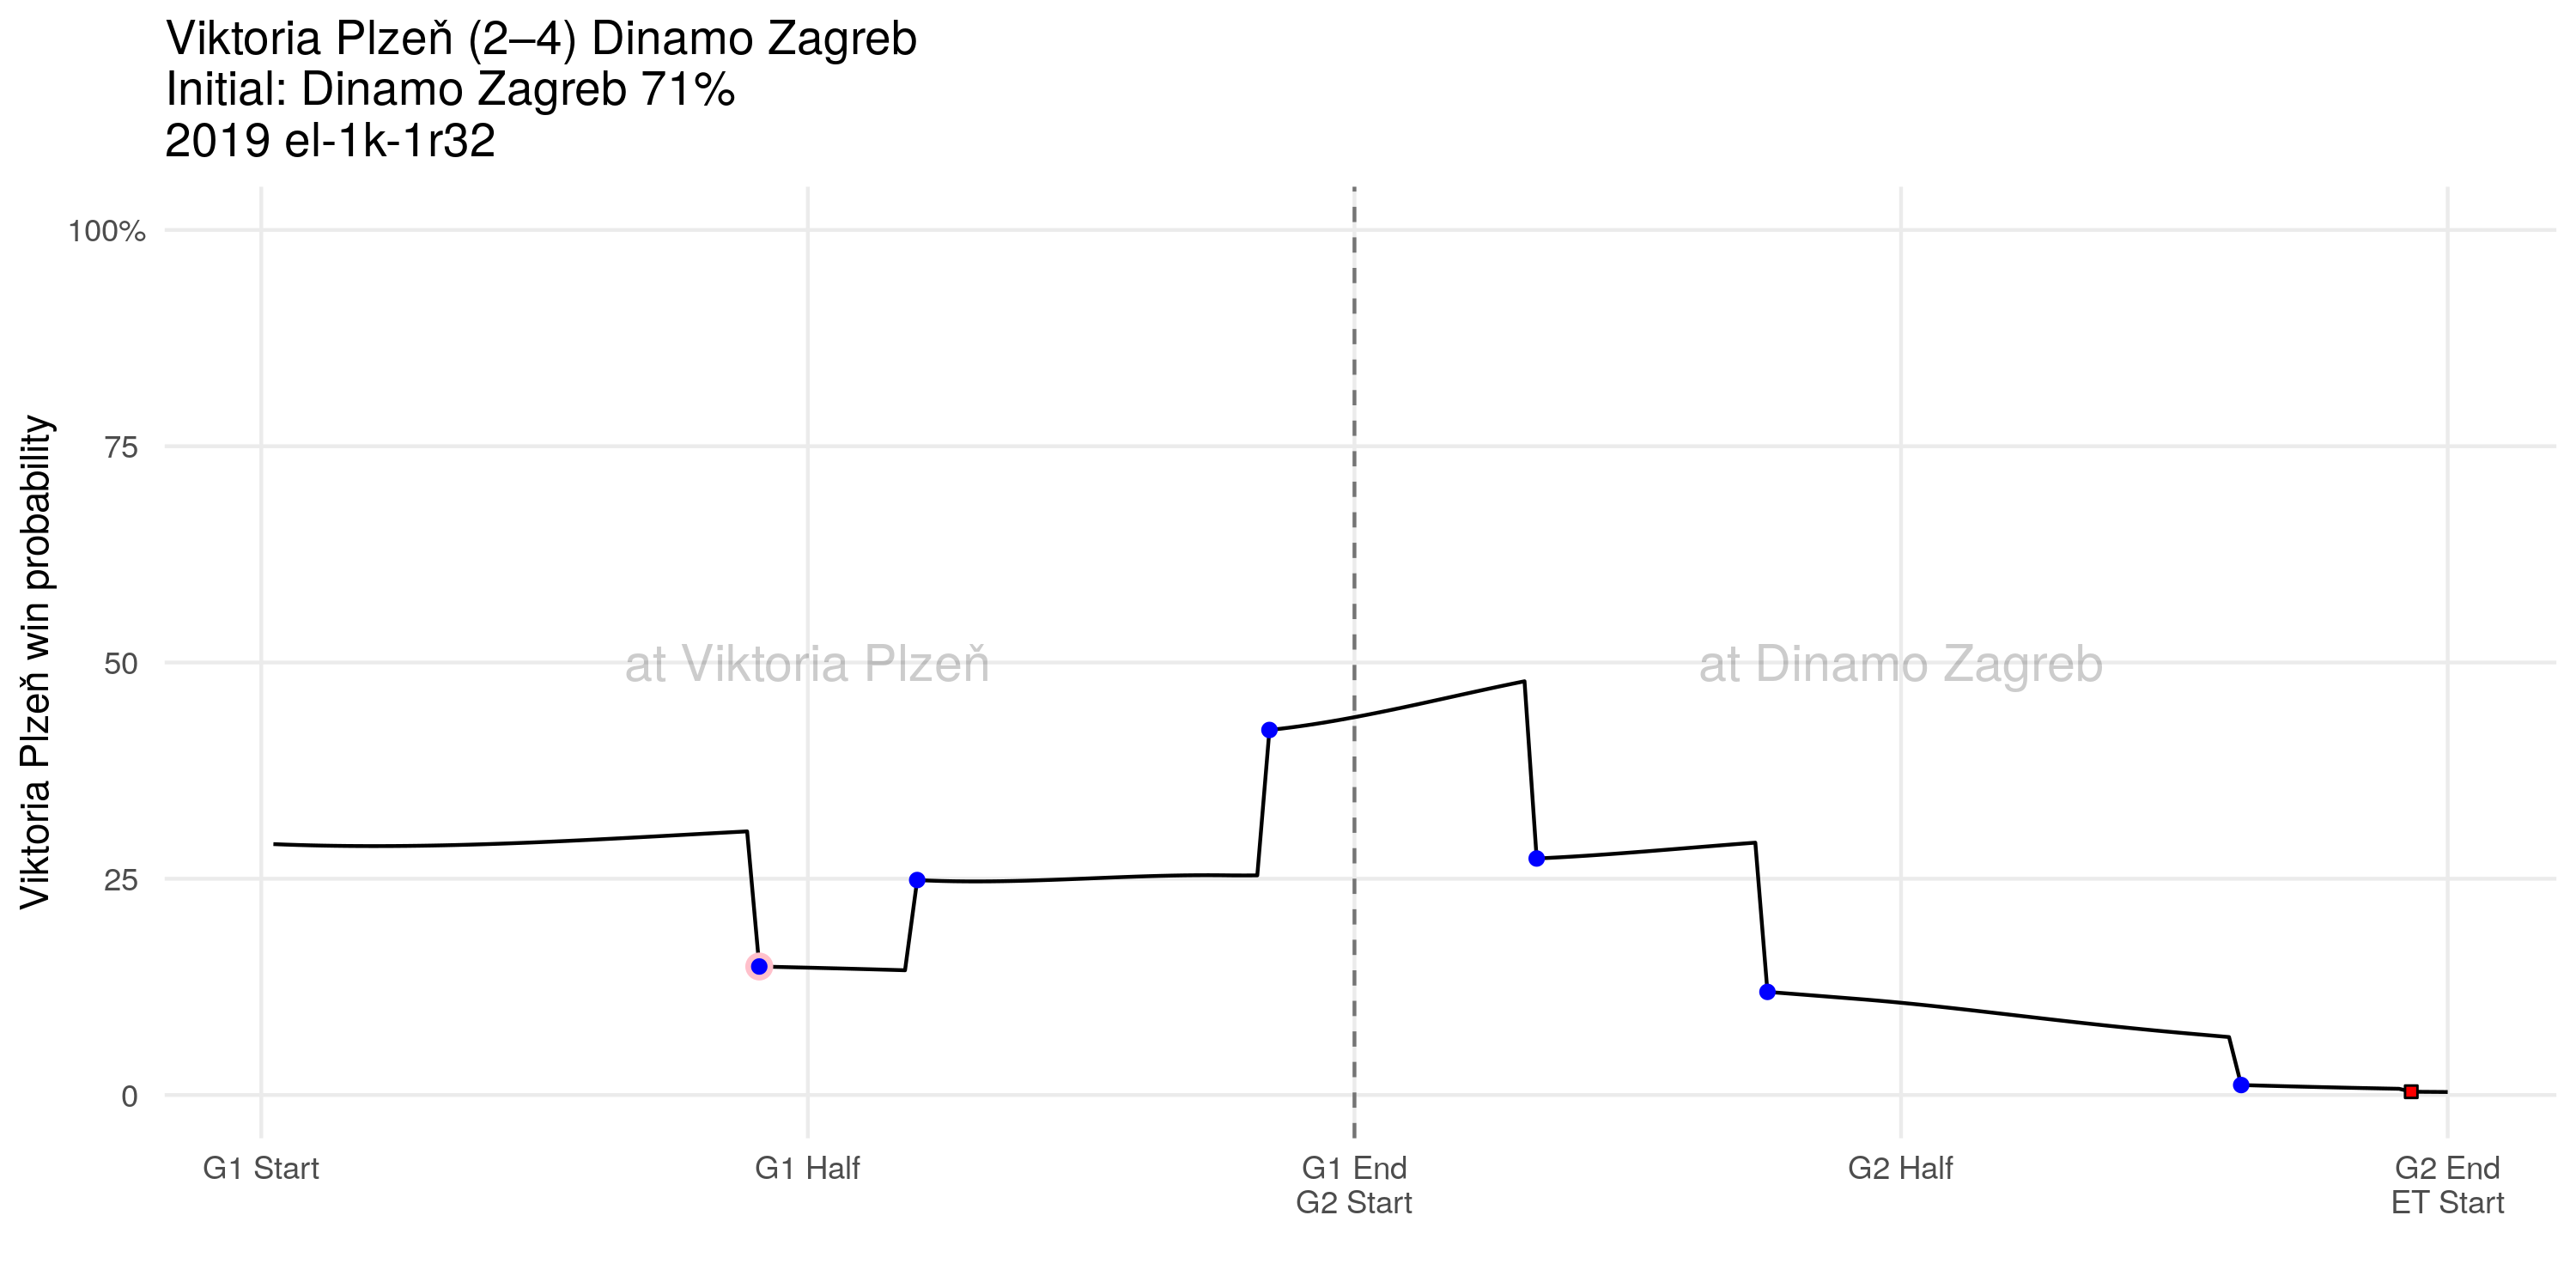 Viktoria Plzeň (2–4) Dinamo Zagreb
Initial: Dinamo Zagreb 71%
2019 el-1k-1r32
Viktoria Plzeň win probability
100%
75
50
25
0
at Viktoria Plzeň
at Dinamo Zagreb
G1 Start
G1 Half
G1 End
G2 Start
G2 Half
G2 End
ET Start